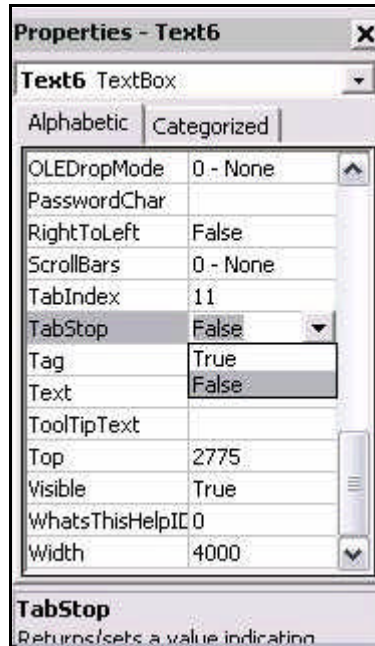 Properties - Text6
Text6 TextBox
Alphabetic Categorized
OLEDropMode 0 - None
PasswordChar
RightToLeft False
ScrollBars 0 - None
TabIndex 11
TabStop False
Tag True
Text False
ToolTipText
Top 2775
Visible True
WhatsThisHelpID 0
Width 4000
TabStop
Returns/sets a value indicating